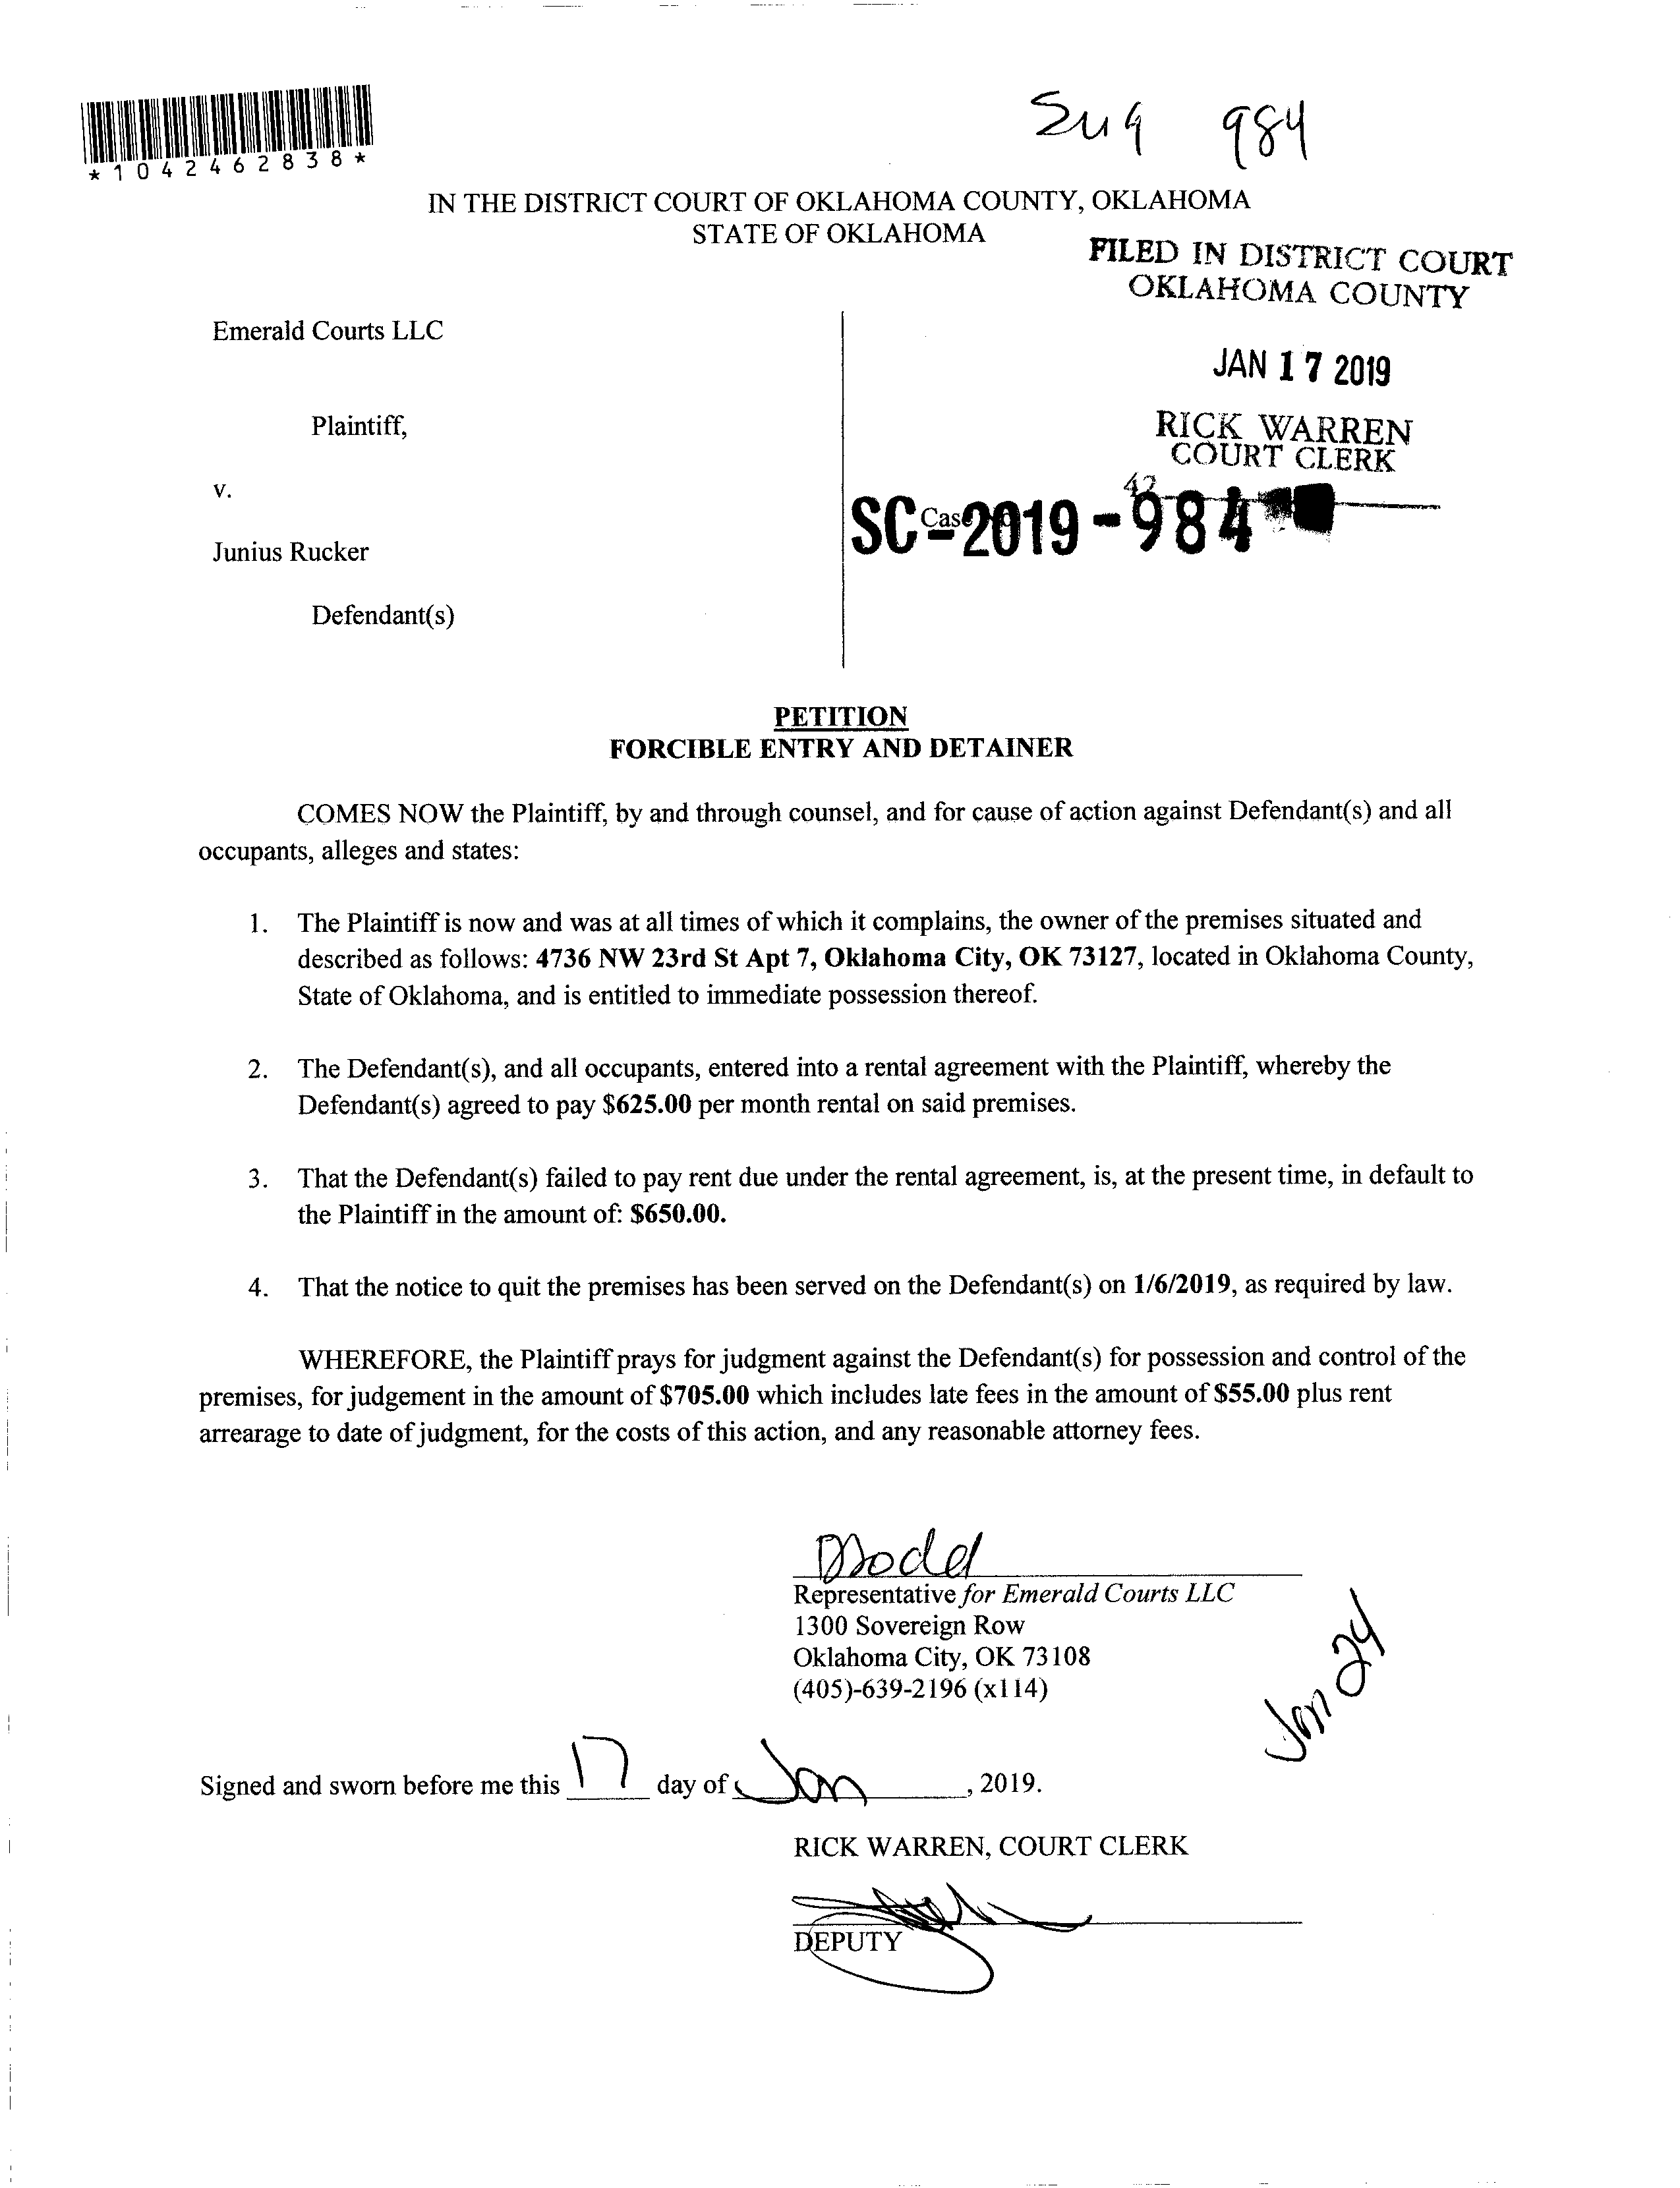 *1042462838*
984
IN THE DISTRICT COURT OF OKLAHOMA COUNTY, OKLAHOMA
STATE OF OKLAHOMA
FILED IN DISTRICT COURT
OKLAHOMA COUNTY
Emerald Courts LLC
JAN 17 2019
Plaintiff,
RICK WARREN
COURT CLERK
42
v.
SC-2019-984
Junius Rucker
Defendant(s)
PETITION
FORCIBLE ENTRY AND DETAINER
COMES NOW the Plaintiff, by and through counsel, and for cause of action against Defendant(s) and all
occupants, alleges and states:
1. The Plaintiff is now and was at all times of which it complains, the owner of the premises situated and
described as follows: 4736 NW 23rd St Apt 7, Oklahoma City, OK 73127, located in Oklahoma County,
State of Oklahoma, and is entitled to immediate possession thereof.
2. The Defendant(s), and all occupants, entered into a rental agreement with the Plaintiff, whereby the
Defendant(s) agreed to pay $625.00 per month rental on said premises.
3. That the Defendant(s) failed to pay rent due under the rental agreement, is, at the present time, in default to
the Plaintiff in the amount of: $650.00.
4. That the notice to quit the premises has been served on the Defendant(s) on 1/6/2019, as required by law.
WHEREFORE, the Plaintiff prays for judgment against the Defendant(s) for possession and control of the
premises, for judgement in the amount of $705.00 which includes late fees in the amount of $55.00 plus rent
arrearage to date of judgment, for the costs of this action, and any reasonable attorney fees.
Representative for Emerald Courts LLC
1300 Sovereign Row
Oklahoma City, OK 73108
(405)-639-2196 (x114)
Jan 24
Signed and sworn before me this 17 day of Jan, 2019.
RICK WARREN, COURT CLERK
DEPUTY